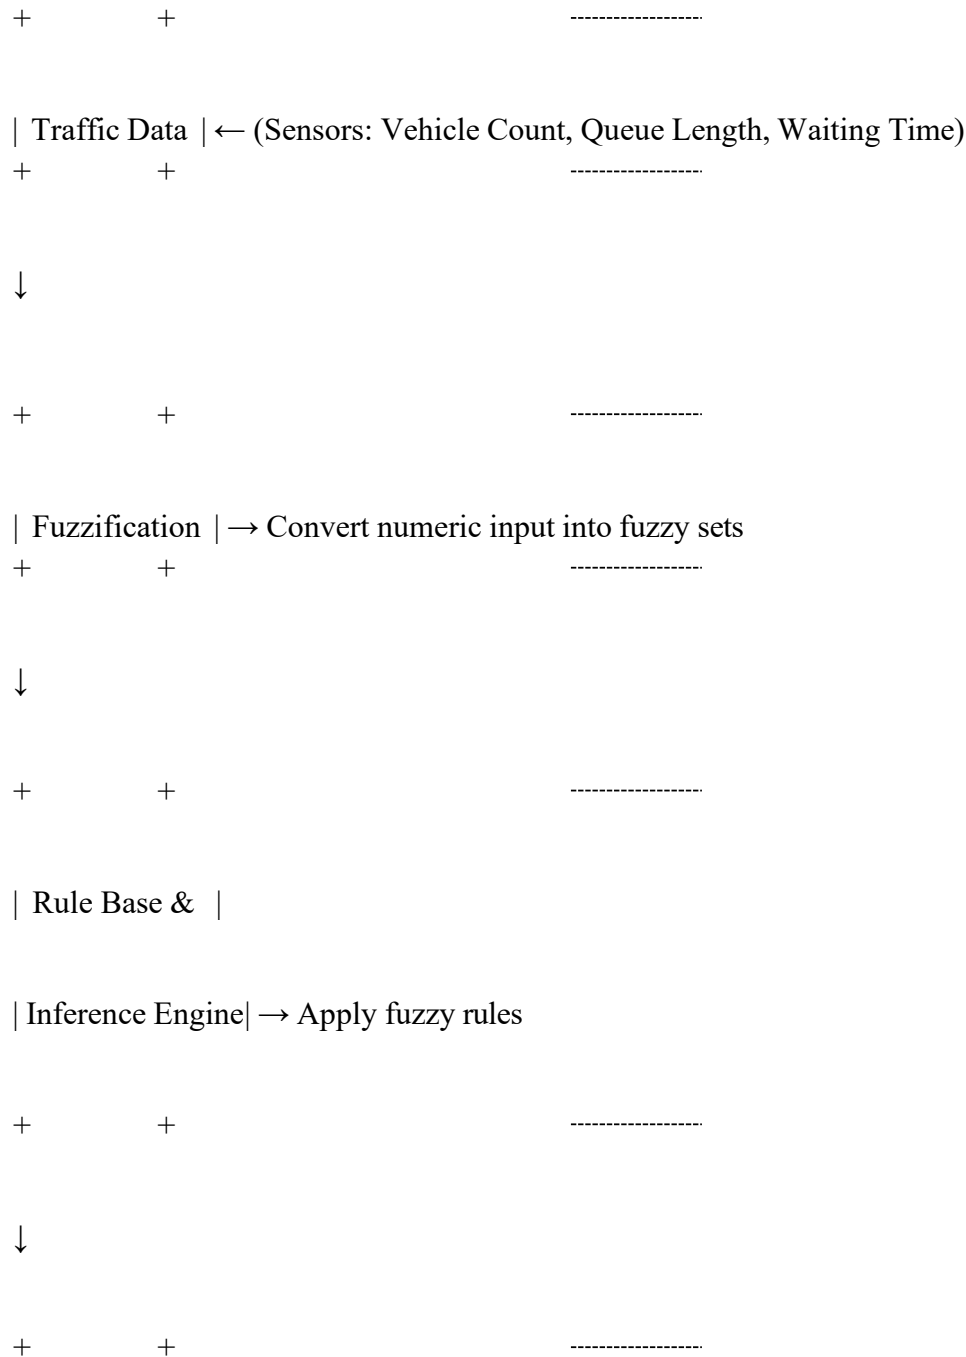 + + -------------------
| Traffic Data | ← (Sensors: Vehicle Count, Queue Length, Waiting Time)
+ + -------------------
↓
+ + -------------------
| Fuzzification | → Convert numeric input into fuzzy sets
+ + -------------------
↓
+ + -------------------
| Rule Base & |
| Inference Engine| → Apply fuzzy rules
+ + -------------------
↓
+ + -------------------